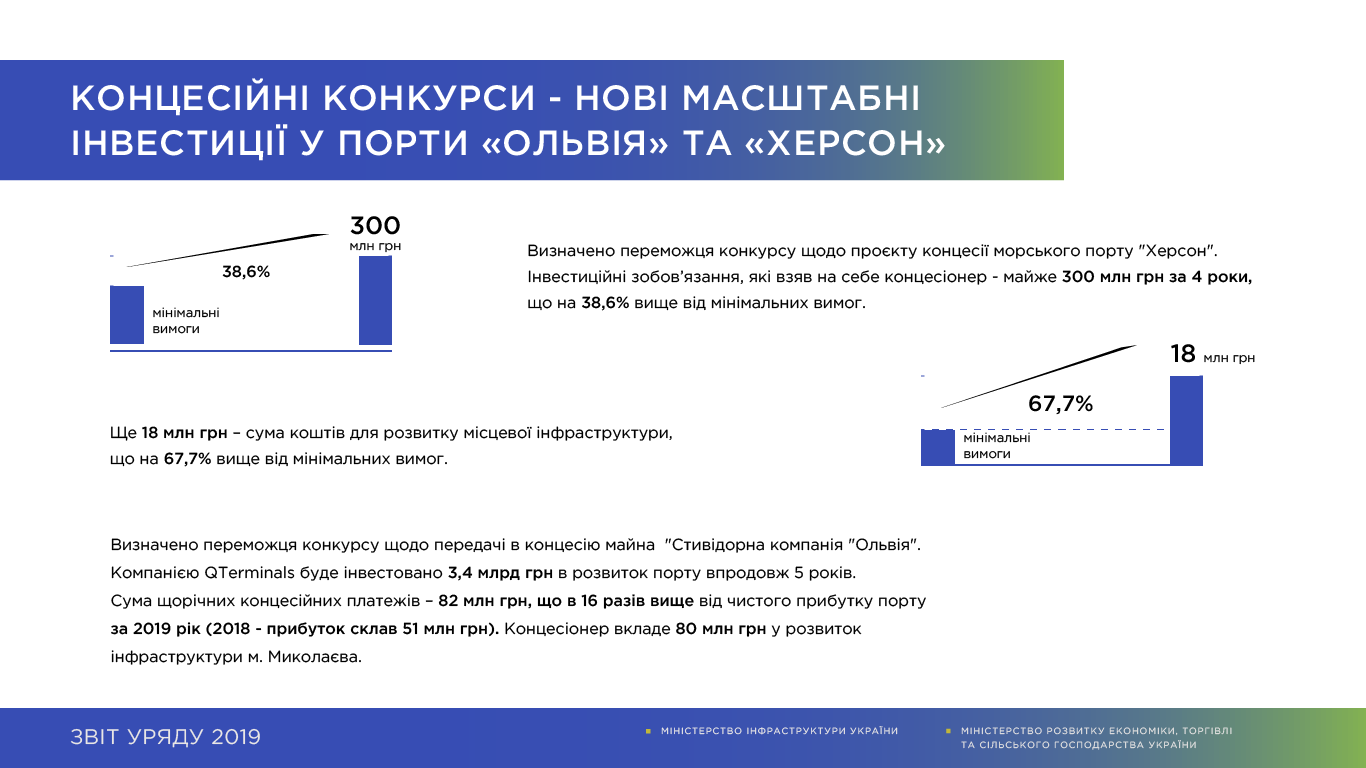 КОНЦЕСІЙНІ КОНКУРСИ - НОВІ МАСШТАБНІ
ІНВЕСТИЦІЇ У ПОРТИ «ОЛЬВІЯ» ТА «ХЕРСОН»
300
млн грн
38,6%
мінімальні
вимоги
Визначено переможця конкурсу щодо проєкту концесії морського порту "Херсон".
Інвестиційні зобов’язання, які взяв на себе концесіонер - майже 300 млн грн за 4 роки,
що на 38,6% вище від мінімальних вимог.
18 млн грн
67,7%
мінімальні
вимоги
Ще 18 млн грн – сума коштів для розвитку місцевої інфраструктури,
що на 67,7% вище від мінімальних вимог.
Визначено переможця конкурсу щодо передачі в концесію майна "Стивідорна компанія "Ольвія".
Компанією QTerminals буде інвестовано 3,4 млрд грн в розвиток порту впродовж 5 років.
Сума щорічних концесійних платежів – 82 млн грн, що в 16 разів вище від чистого прибутку порту
за 2019 рік (2018 - прибуток склав 51 млн грн). Концесіонер вкладе 80 млн грн у розвиток
інфраструктури м. Миколаєва.
ЗВІТ УРЯДУ 2019
МІНІСТЕРСТВО ІНФРАСТРУКТУРИ УКРАЇНИ
МІНІСТЕРСТВО РОЗВИТКУ ЕКОНОМІКИ, ТОРГІВЛІ
ТА СІЛЬСЬКОГО ГОСПОДАРСТВА УКРАЇНИ